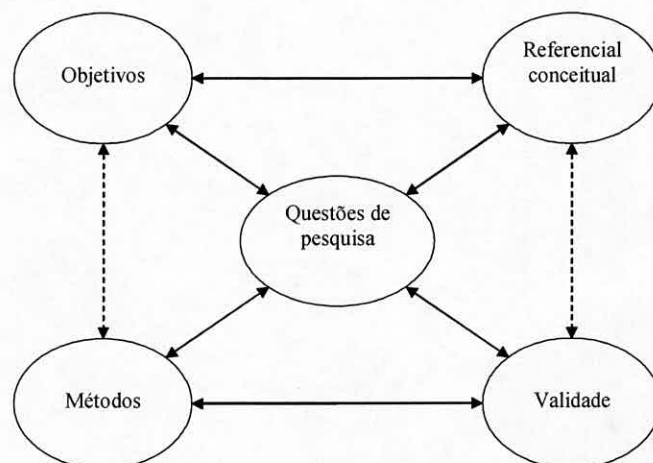 Objetivos
Referencial
conceitual
Questões de
pesquisa
Métodos
Validade